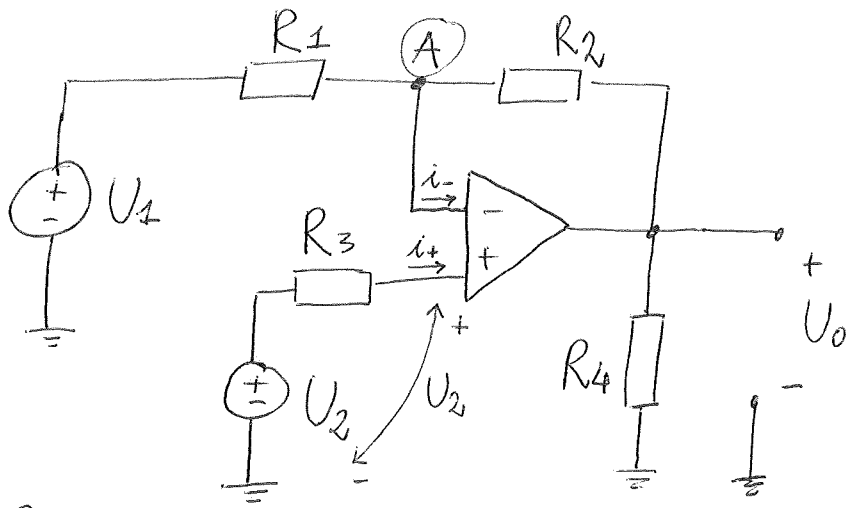 R1
A
R2
+
-
U1
i-
-
R3
i+
+
+
-
U2
+
U2
-
R4
+
U0
-